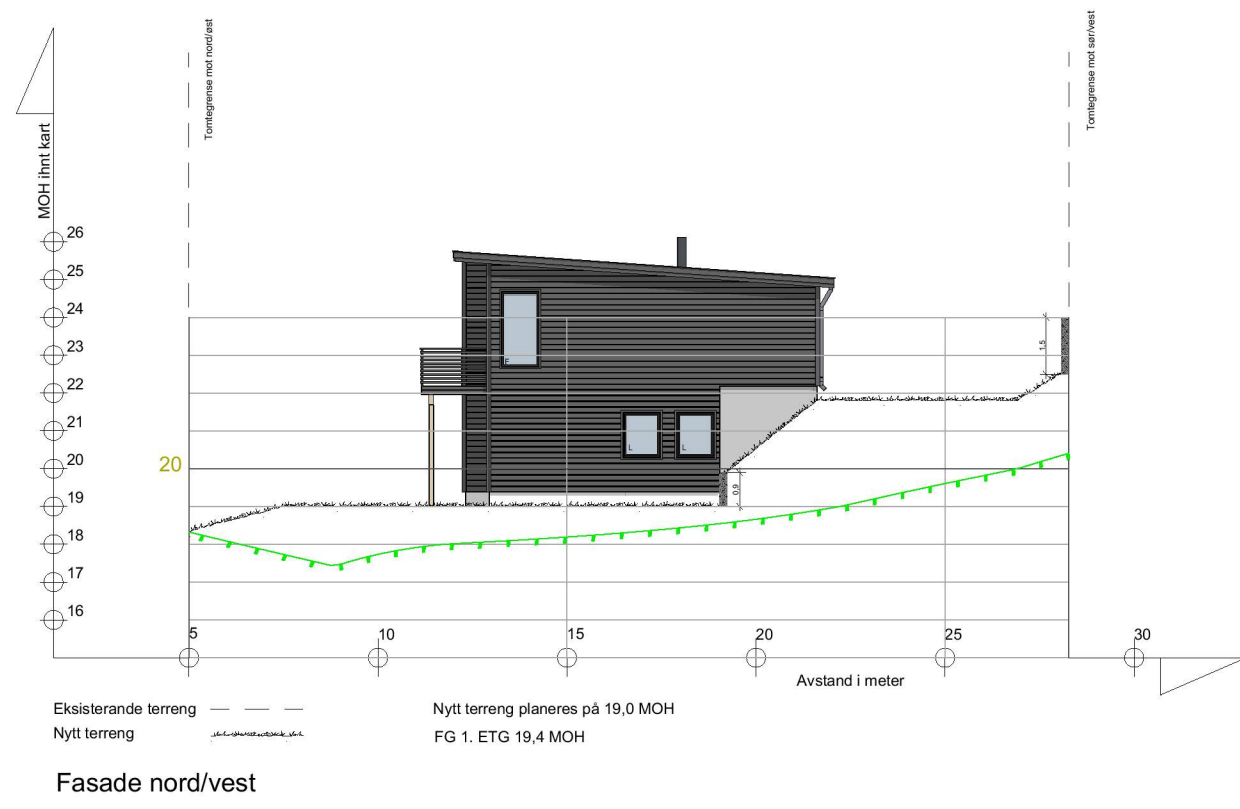 Tomtegrense mot nord/øst
Tomtegrense mot sør/vest
MOH ihnt kart
26
25
24
23
22
21
20
19
18
17
16
20
F
L
L
1,5
0,9
5
10
15
20
25
30
Avstand i meter
Eksisterande terreng
Nytt terreng planeres på 19,0 MOH
Nytt terreng
FG 1. ETG 19,4 MOH
Fasade nord/vest